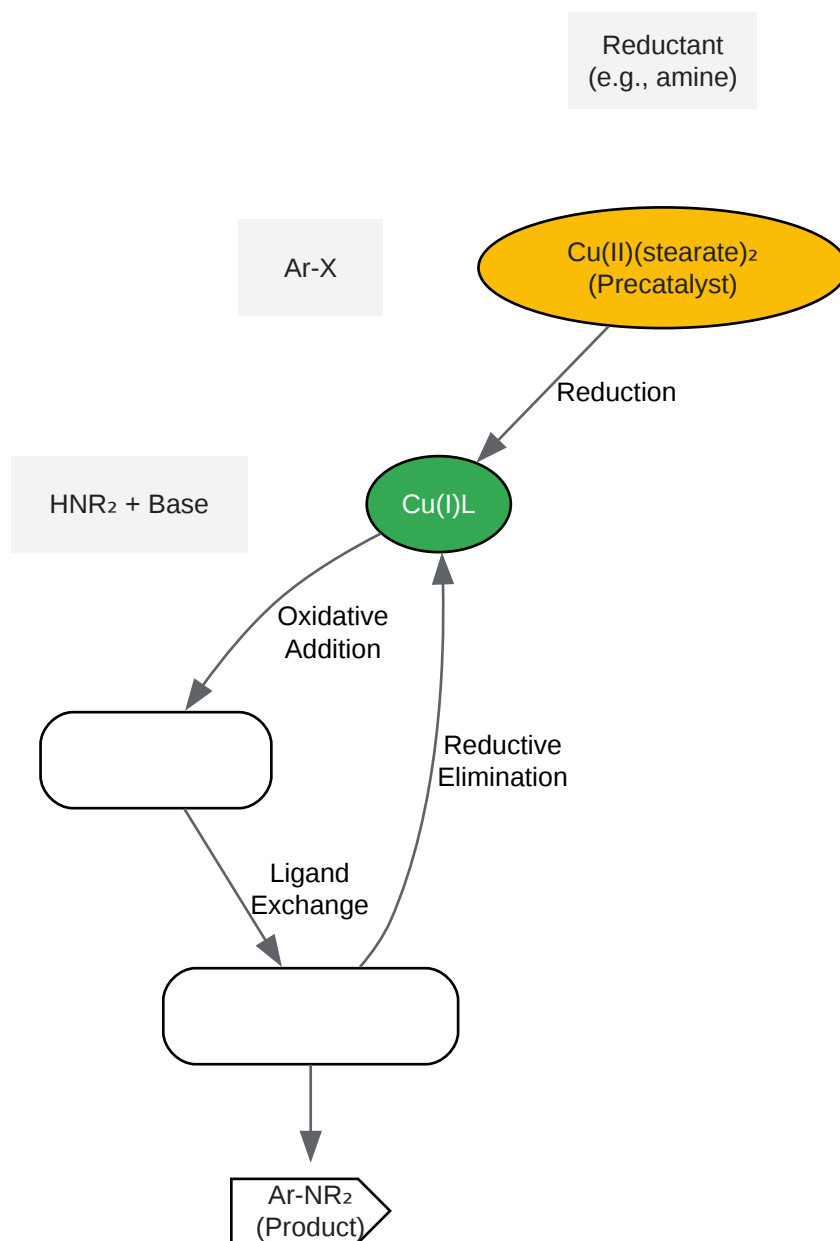 Reductant
(e.g., amine)
Ar-X
Cu(II)(stearate)₂
(Precatalyst)
Reduction
HNR₂ + Base
Cu(I)L
Oxidative
Addition
Reductive
Elimination
Ligand
Exchange
Ar-NR₂
(Product)